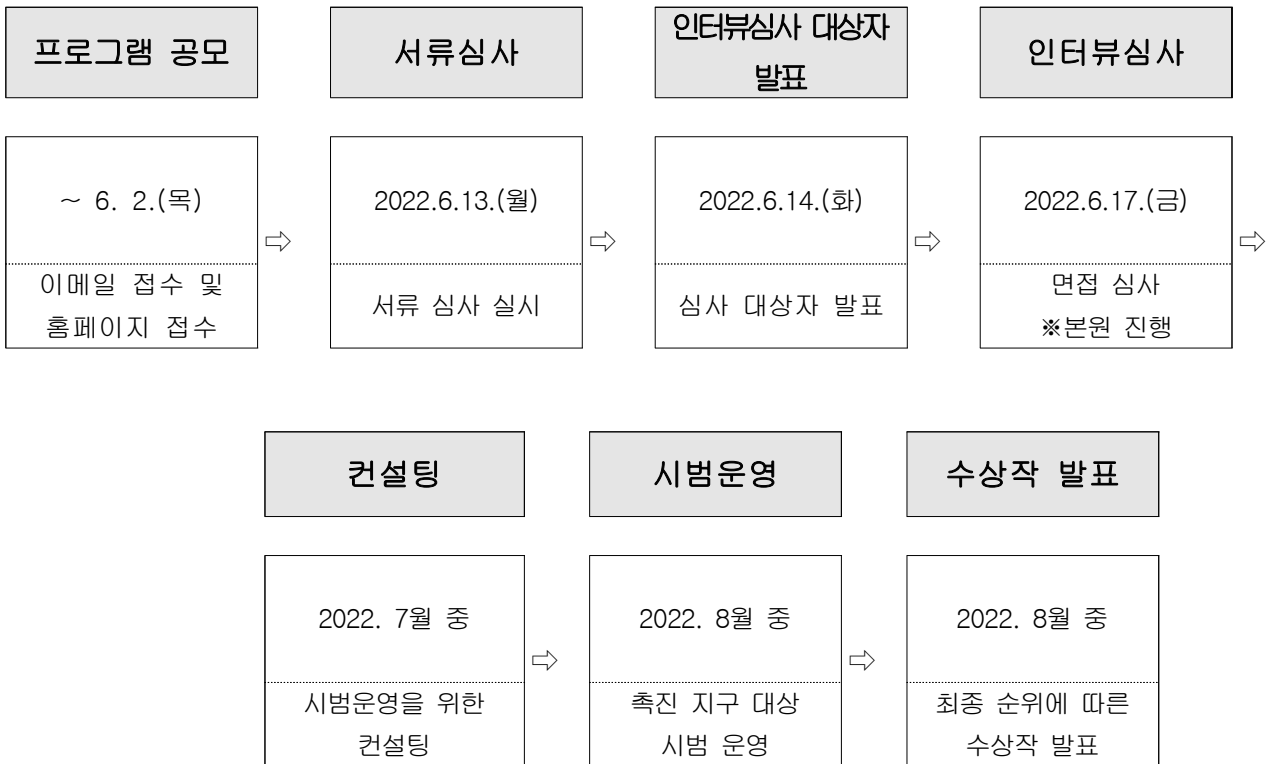 프로그램 공모
서류심사
인터뷰심사 대상자
발표
인터뷰심사
~ 6. 2.(목)
이메일 접수 및
홈페이지 접수
⇨
2022.6.13.(월)
서류 심사 실시
⇨
2022.6.14.(화)
심사 대상자 발표
⇨
2022.6.17.(금)
면접 심사
※본원 진행
⇨
컨설팅
시범운영
수상작 발표
2022. 7월 중
시범운영을 위한
컨설팅
⇨
2022. 8월 중
촉진 지구 대상
시범 운영
⇨
2022. 8월 중
최종 순위에 따른
수상작 발표